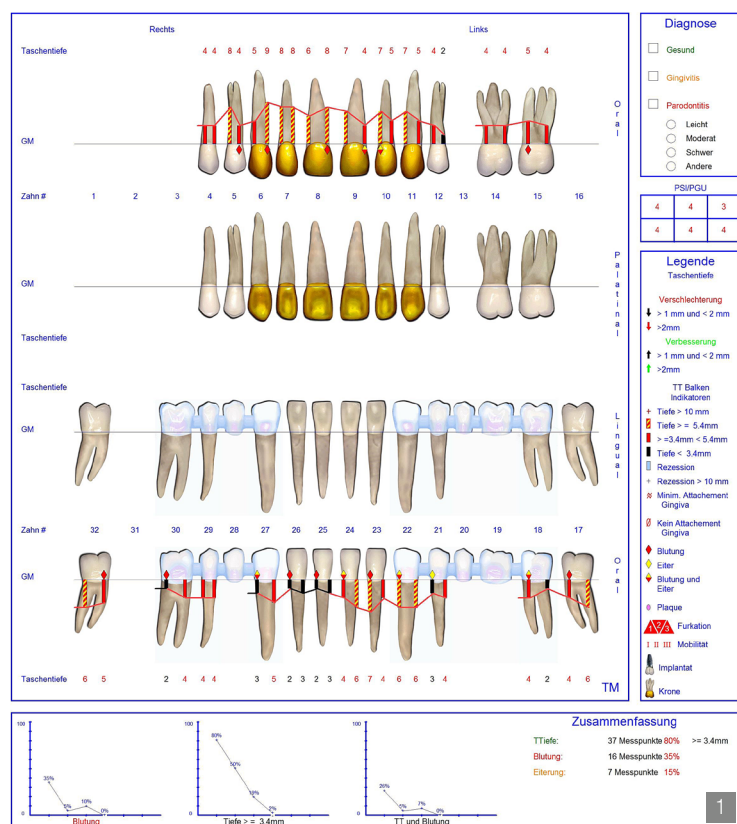 Rechts
Links
Taschentiefe
4 4 8 4 5 9 8 8 6 8 7 4 7 5 7 5 4 2 4 4 5 4
Oral
GM
Zahn #
1 2 3 4 5 6 7 8 9 10 11 12 13 14 15 16
Palatinal
GM
Taschentiefe
Taschentiefe
Lingual
GM
Zahn #
32 31 30 29 28 27 26 25 24 23 22 21 20 19 18 17
Oral
GM
Taschentiefe
6 5 2 4 4 4 3 5 2 3 2 3 4 6 7 4 6 6 3 4 4 2 4 6
TM
Diagnose
Gesund
Gingivitis
Parodontitis
Leicht
Moderat
Schwer
Andere
PSI/PGU
4 4 3
4 4 4
Legende
Taschentiefe
Verschlechterung
> 1 mm und < 2 mm
>2mm
Verbesserung
> 1 mm und < 2 mm
>2mm
TT Balken
Indikatoren
Tiefe > 10 mm
Tiefe > = 5.4mm
> =3.4mm < 5.4mm
Tiefe < 3.4mm
Rezession
Rezession > 10 mm
Minim. Attachement
Gingiva
Kein Attachement
Gingiva
Blutung
Eiter
Blutung und
Eiter
Plaque
1 2 3 Furkation
I II III Mobilität
Implantat
Krone
100
35%
5%
10%
0%
0
Blutung
100
80%
50%
19%
2%
0
Tiefe > = 3.4mm
100
26%
5%
7%
0%
0
TT und Blutung
Zusammenfassung
TTiefe: 37 Messpunkte 80% >= 3.4mm
Blutung: 16 Messpunkte 35%
Eiterung: 7 Messpunkte 15%
1